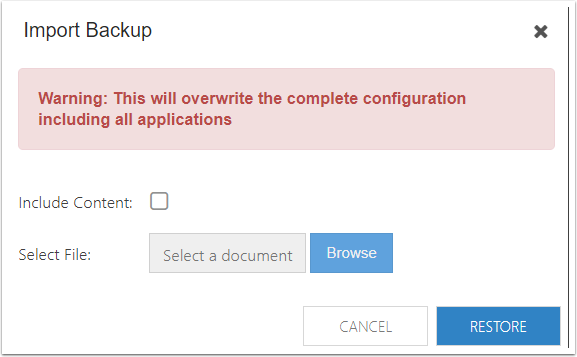 Import Backup
Warning: This will overwrite the complete configuration
including all applications
Include Content:
Select File:
Select a document
Browse
CANCEL
RESTORE